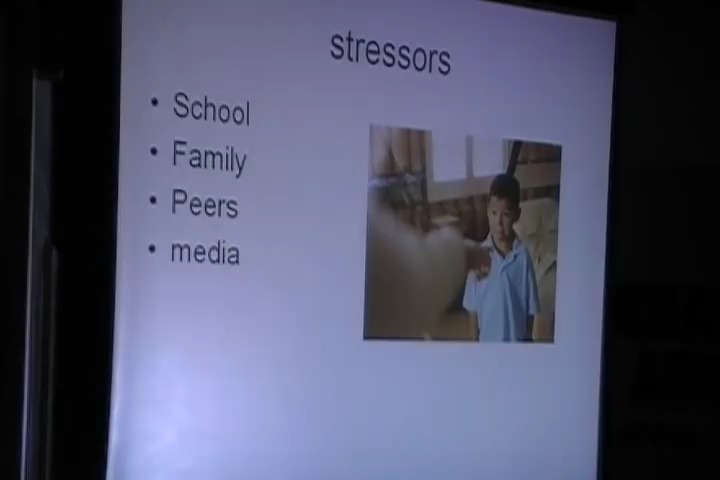 stressors
• School
• Family
• Peers
• media